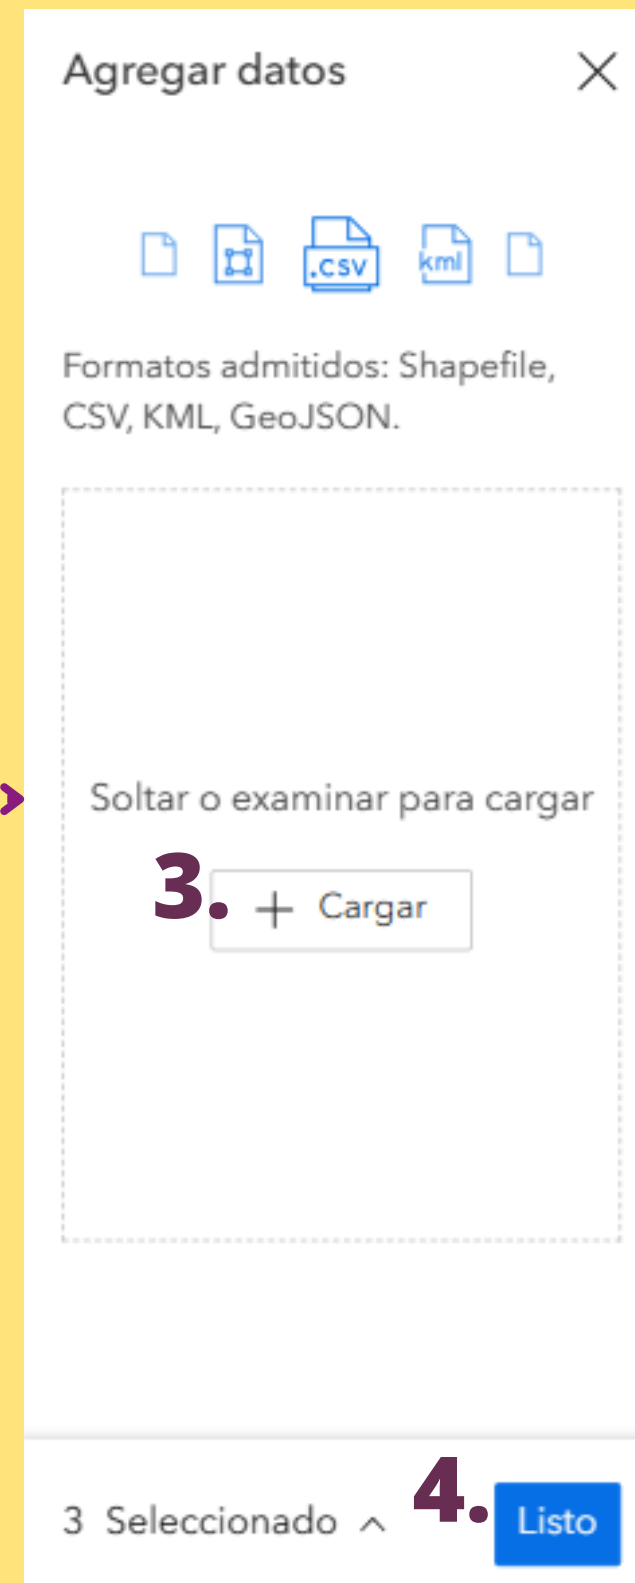 Agregar datos
.csv
kml
Formatos admitidos: Shapefile,
CSV, KML, GeoJSON.
Soltar o examinar para cargar
3.
Cargar
3 Seleccionado
4.
Listo